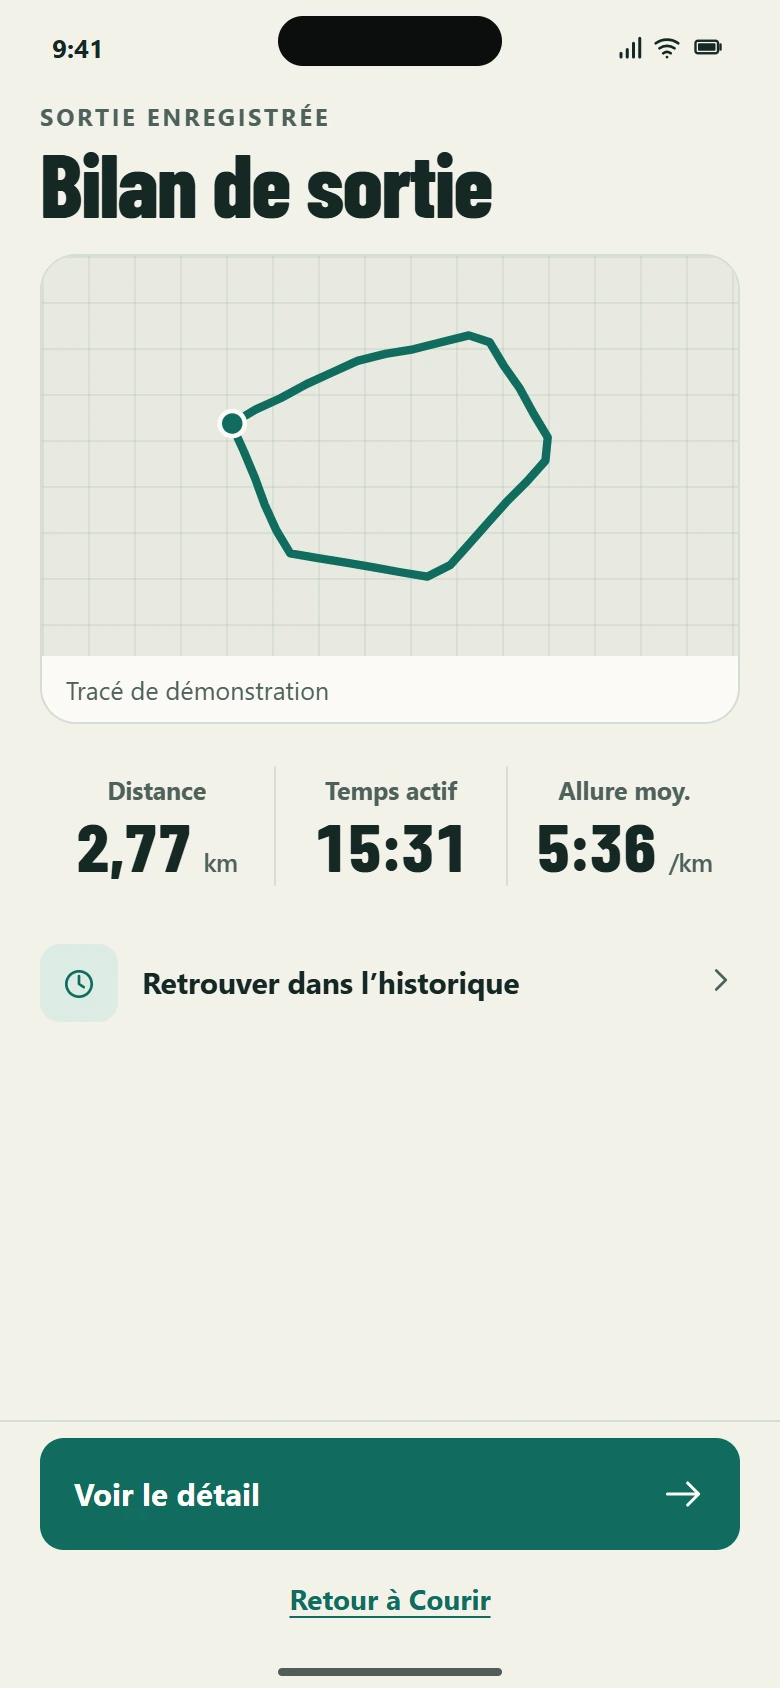 9:41
SORTIE ENREGISTRÉE
Bilan de sortie
Tracé de démonstration
Distance
2,77 km
Temps actif
15:31
Allure moy.
5:36 /km
Retrouver dans l’historique
Voir le détail
Retour à Courir